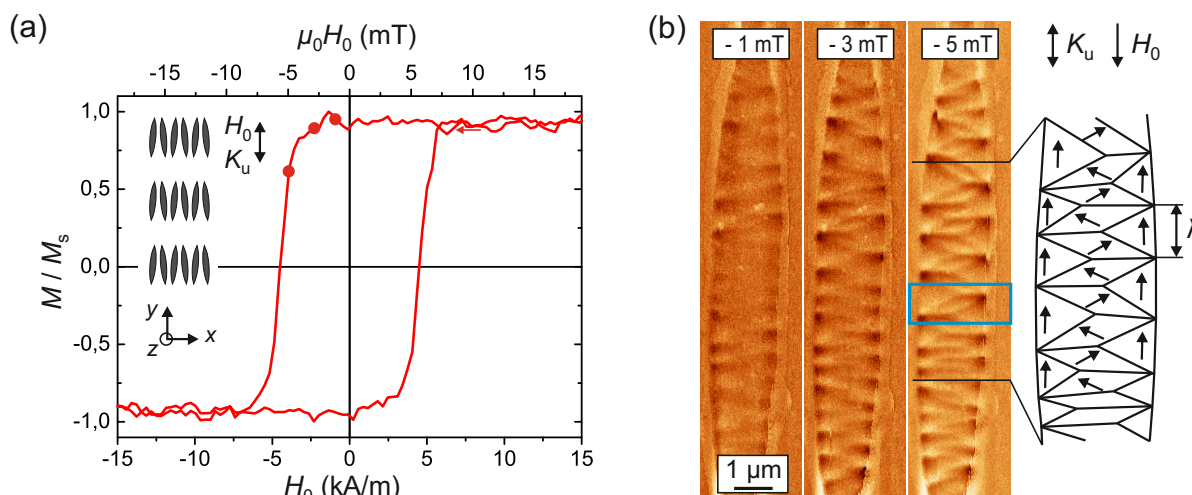 (a)
μ₀H₀ (mT)
-15 -10 -5 0 5 10 15
1,0
0,5
0,0
-0,5
-1,0
M / Mₛ
H₀
Kᵤ
y
z
x
-15 -10 -5 0 5 10 15
H₀ (kA/m)
(b)
- 1 mT
- 3 mT
- 5 mT
Kᵤ
H₀
1 μm